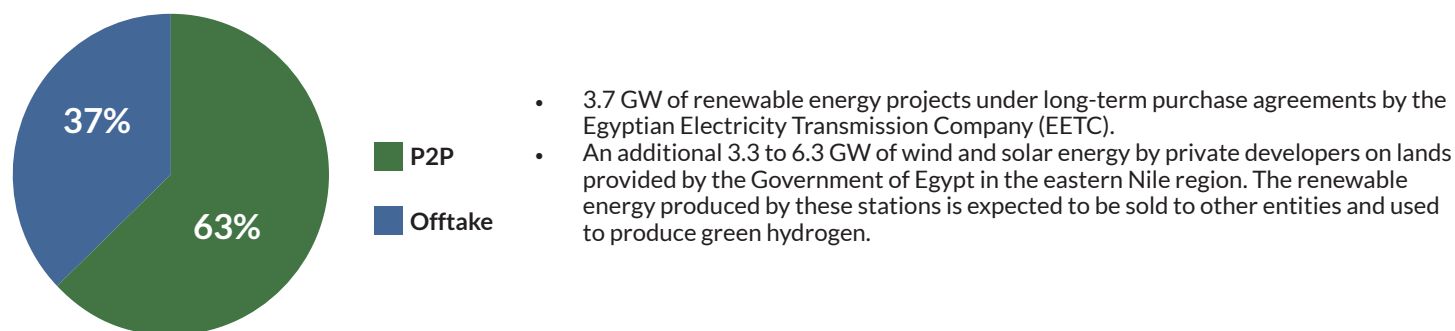 37%
63%
P2P
Offtake
• 3.7 GW of renewable energy projects under long-term purchase agreements by the
Egyptian Electricity Transmission Company (EETC).
• An additional 3.3 to 6.3 GW of wind and solar energy by private developers on lands
provided by the Government of Egypt in the eastern Nile region. The renewable
energy produced by these stations is expected to be sold to other entities and used
to produce green hydrogen.